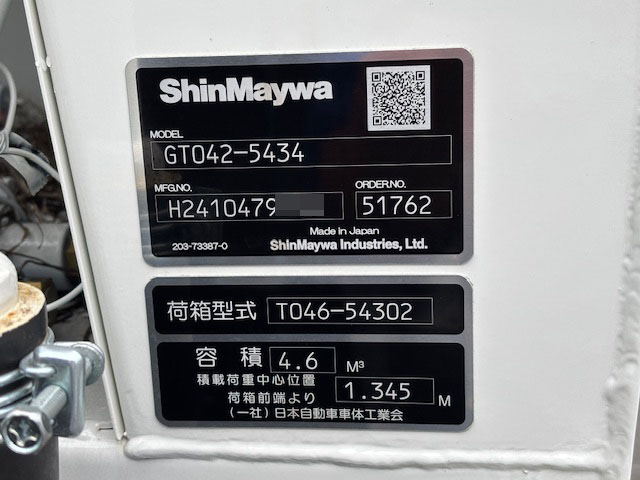 ShinMaywa
MODEL
GT042-5434
MFG.NO. ORDER.NO.
H2410479 51762
Made in Japan
203-73387-0 ShinMaywa Industries, Ltd.
荷箱型式 T046-54302
容積 4.6 M³
積載荷重中心位置
荷箱前端より 1.345 M
(一社)日本自動車車体工業会